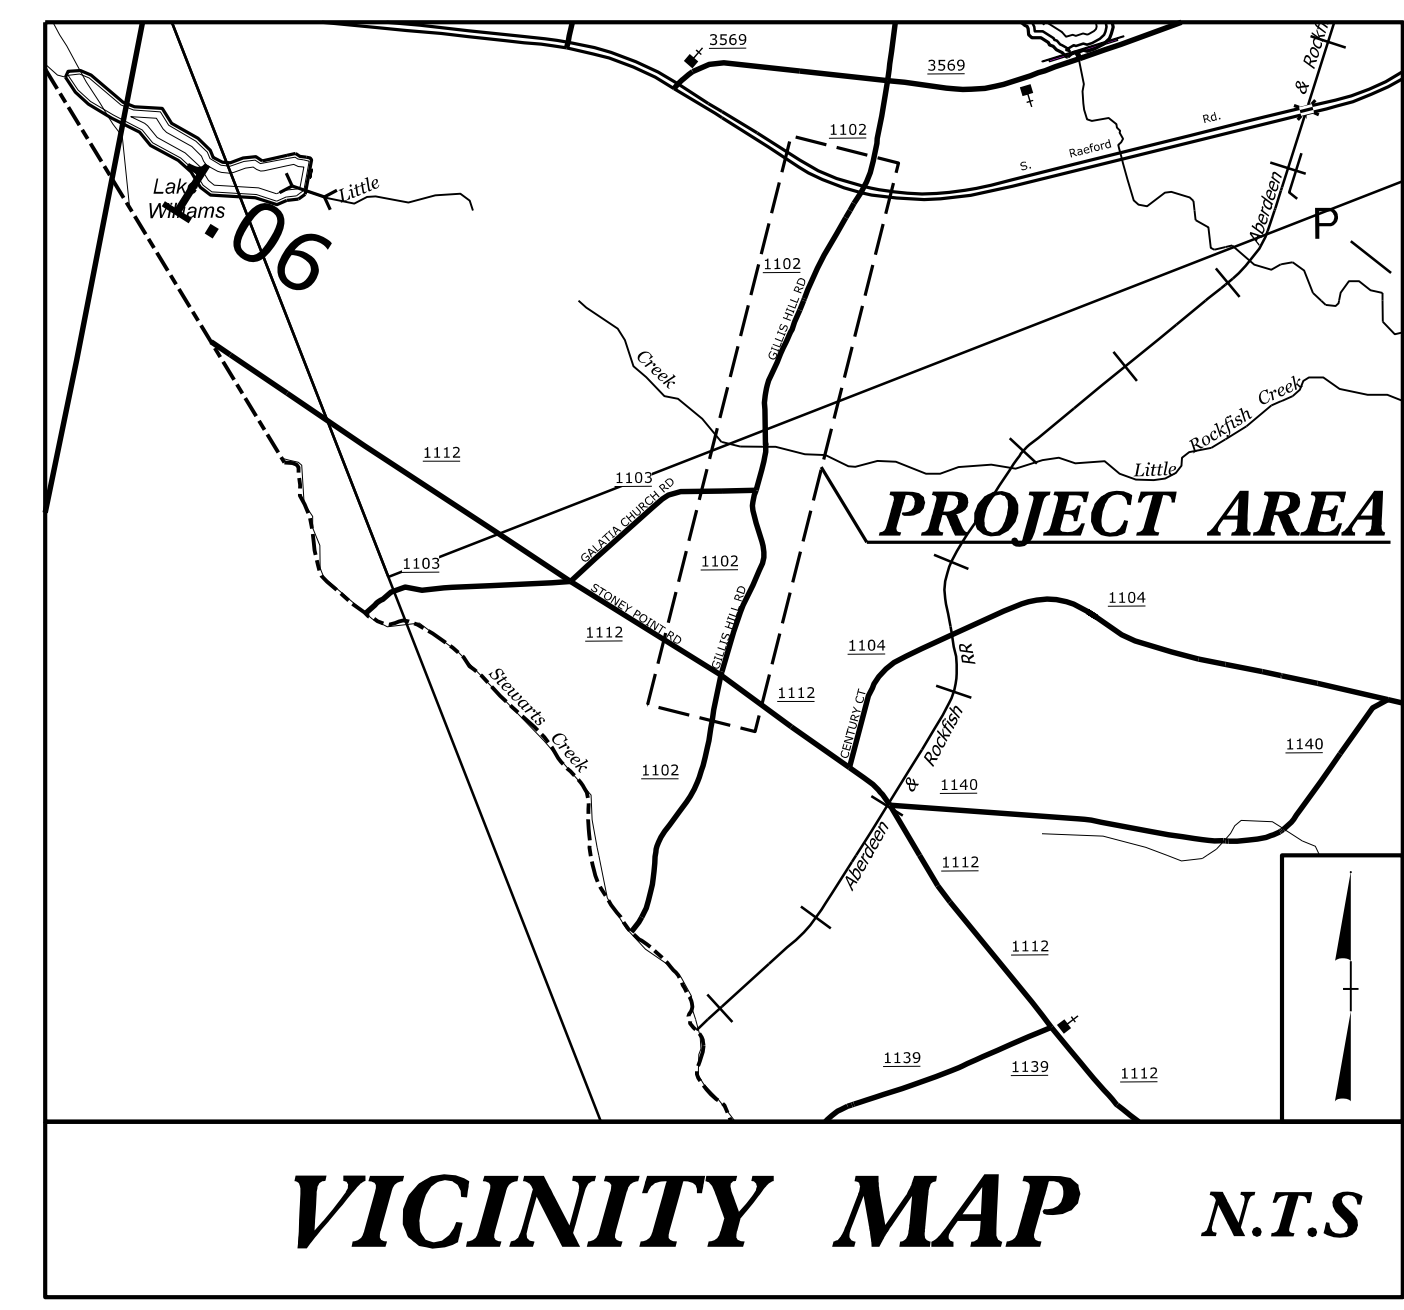 3569
3569
& Rockf
1102
S. Raeford Rd.
Lake
Williams
1.06
Little
Aberdeen
P
1102
GILLIS HILL RD
Creek
Rockfish Creek
Little
1112
1103
GALATIA CHURCH RD
PROJECT AREA
1103
1102
STONEY POINT RD
GILLIS HILL RD
1112
1104
1104
RR
Stewarts
Creek
1112
CENTURY CT
& Rockfish
1140
1102
1140
Aberdeen
1112
1112
1139
1139
1112
VICINITY MAP N.T.S